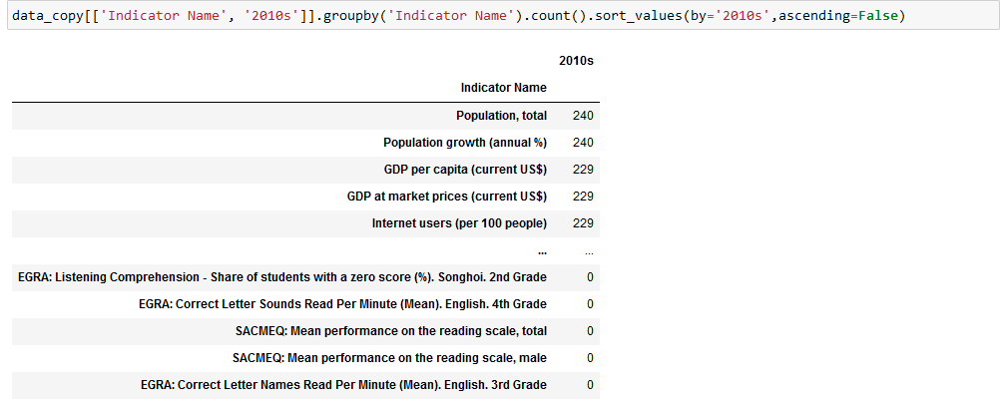 data_copy[['Indicator Name', '2010s']].groupby('Indicator Name').count().sort_values(by='2010s',ascending=False)
2010s
Indicator Name
Population, total 240
Population growth (annual %) 240
GDP per capita (current US$) 229
GDP at market prices (current US$) 229
Internet users (per 100 people) 229
... ...
EGRA: Listening Comprehension - Share of students with a zero score (%). Songhoi. 2nd Grade 0
EGRA: Correct Letter Sounds Read Per Minute (Mean). English. 4th Grade 0
SACMEQ: Mean performance on the reading scale, total 0
SACMEQ: Mean performance on the reading scale, male 0
EGRA: Correct Letter Names Read Per Minute (Mean). English. 3rd Grade 0